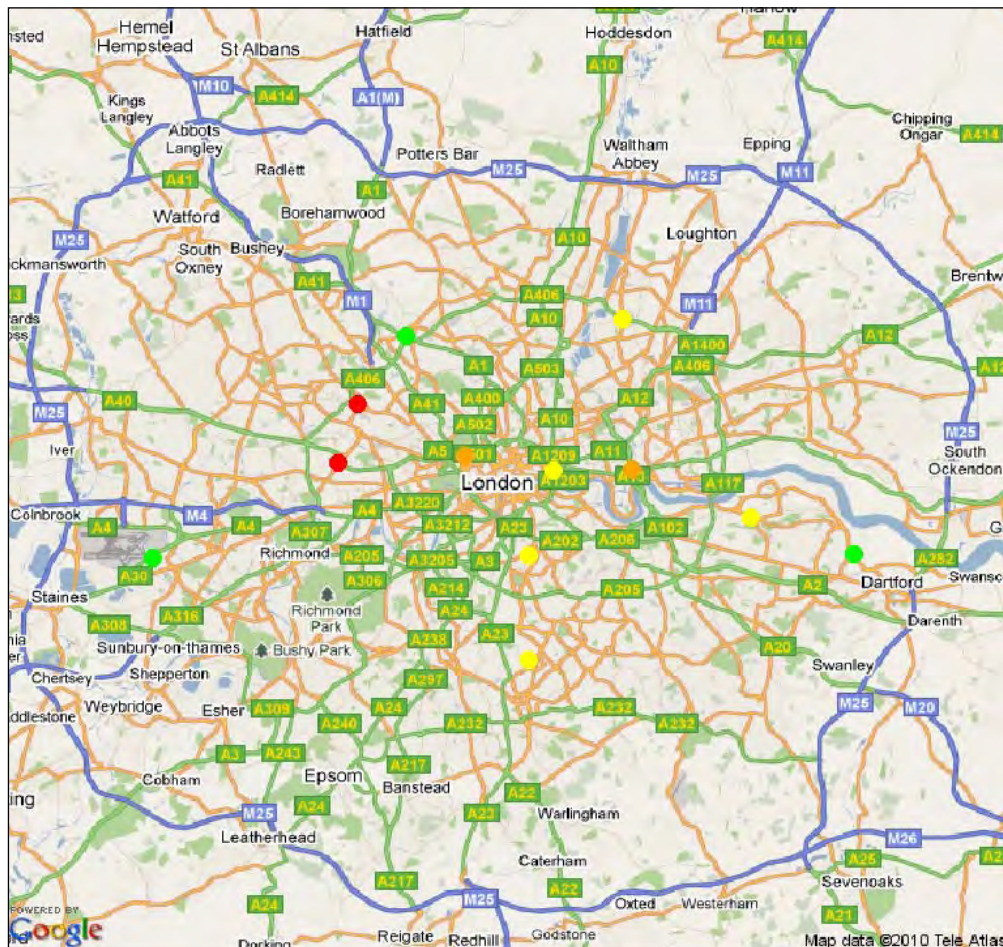 Hemel
Hempstead
St Albans
Hatfield
Hoddesdon
A414
M10
A10
A1(M)
A414
Kings
Langley
Abbots
Langley
Chipping
Ongar
A414
Waltham
Abbey
Epping
Potters Bar
M25
M25
M11
Radlett
A41
A1
Borehamwood
Watford
Bushey
M25
A10
Loughton
South
Oxney
A41
M1
A406
A10
M11
A12
A1400
A406
A1
A503
A406
A40
A41
A400
A10
A12
M25
A502
Iver
A5
A1209
A11
M25
South
Ockendon
London
A1203
A117
Colnbrook
M4
A4
A3220
A4
A4
A307
A3212
A23
A102
Richmond
A205
A202
A206
A282
A30
A3205
A3
Dartford
Staines
A306
A214
A205
A2
Richmond
Park
A24
A316
A308
A23
Darenth
A238
Sunbury-on-thames
Bushy Park
A20
Swanley
Chertsey
Shepperton
A297
M25
M20
Weybridge
Esher
A309
A24
A240
A232
A232
A232
A3
A243
A217
Epsom
Banstead
Cobham
A22
A24
A23
Warlingham
M25
Leatherhead
M26
Caterham
A25
A217
A22
Sevenoaks
M25
Oxted
Westerham
A24
A21
POWERED BY
Google
Dorking
Reigate
Redhill
Godstone
Map data ©2010 Tele Atlas